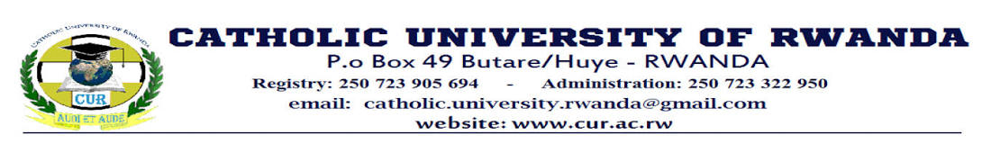 CATHOLIC UNIVERSITY OF RWANDA
CUR
AUDI ET AUDE
CATHOLIC UNIVERSITY OF RWANDA
P.o Box 49 Butare/Huye - RWANDA
Registry: 250 723 905 694 - Administration: 250 723 322 950
email: catholic.university.rwanda@gmail.com
website: www.cur.ac.rw